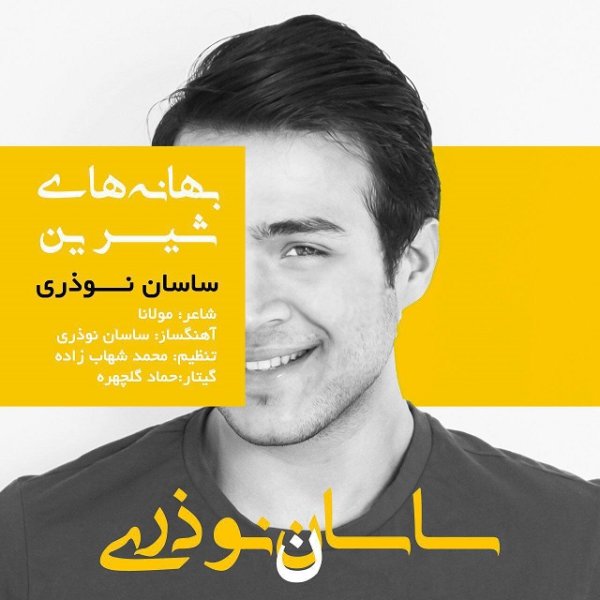 بهانه‌های
شیرین
ساسان نوذری
شاعر: مولانا
آهنگساز: ساسان نوذری
تنظیم: محمد شهاب زاده
گیتار:حماد گلچهره
ساسان نوذری